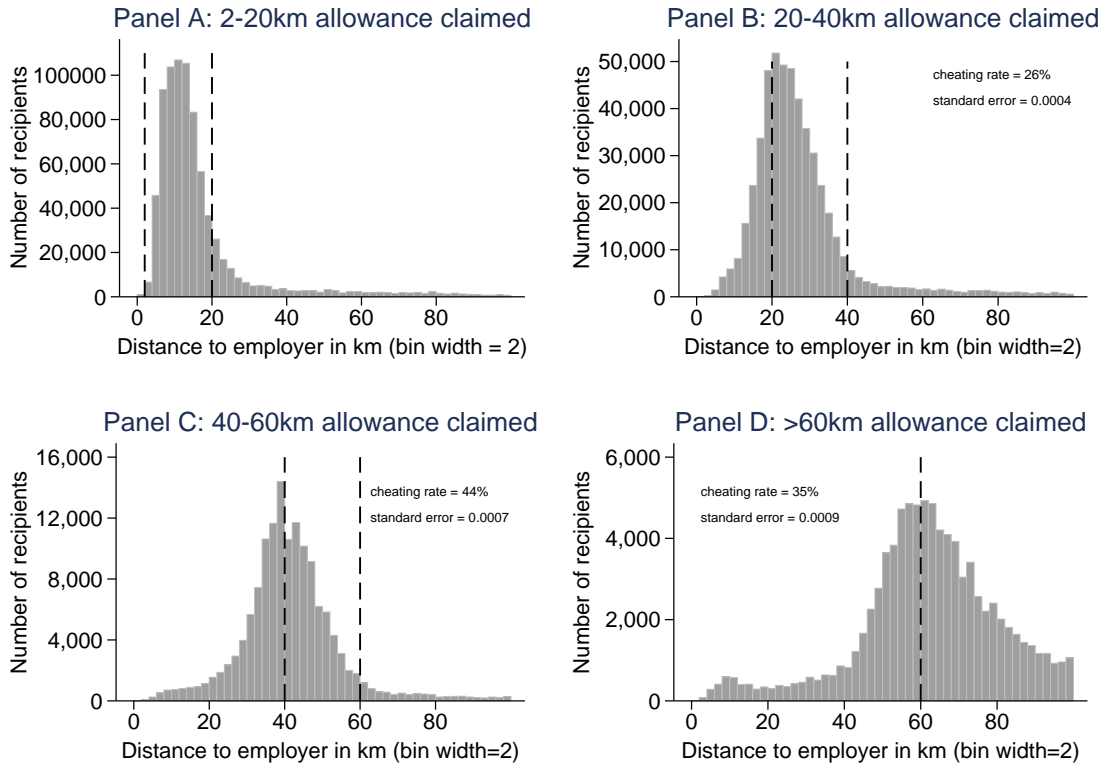 Panel A: 2-20km allowance claimed
Number of recipients
100000
80,000
60,000
40,000
20,000
0
0 20 40 60 80
Distance to employer in km (bin width = 2)
Panel B: 20-40km allowance claimed
Number of recipients
50,000
40,000
30,000
20,000
10,000
0
cheating rate = 26%
standard error = 0.0004
0 20 40 60 80
Distance to employer in km (bin width=2)
Panel C: 40-60km allowance claimed
Number of recipients
16,000
12,000
8,000
4,000
0
cheating rate = 44%
standard error = 0.0007
0 20 40 60 80
Distance to employer in km (bin width=2)
Panel D: >60km allowance claimed
Number of recipients
6,000
4,000
2,000
0
cheating rate = 35%
standard error = 0.0009
0 20 40 60 80
Distance to employer in km (bin width=2)